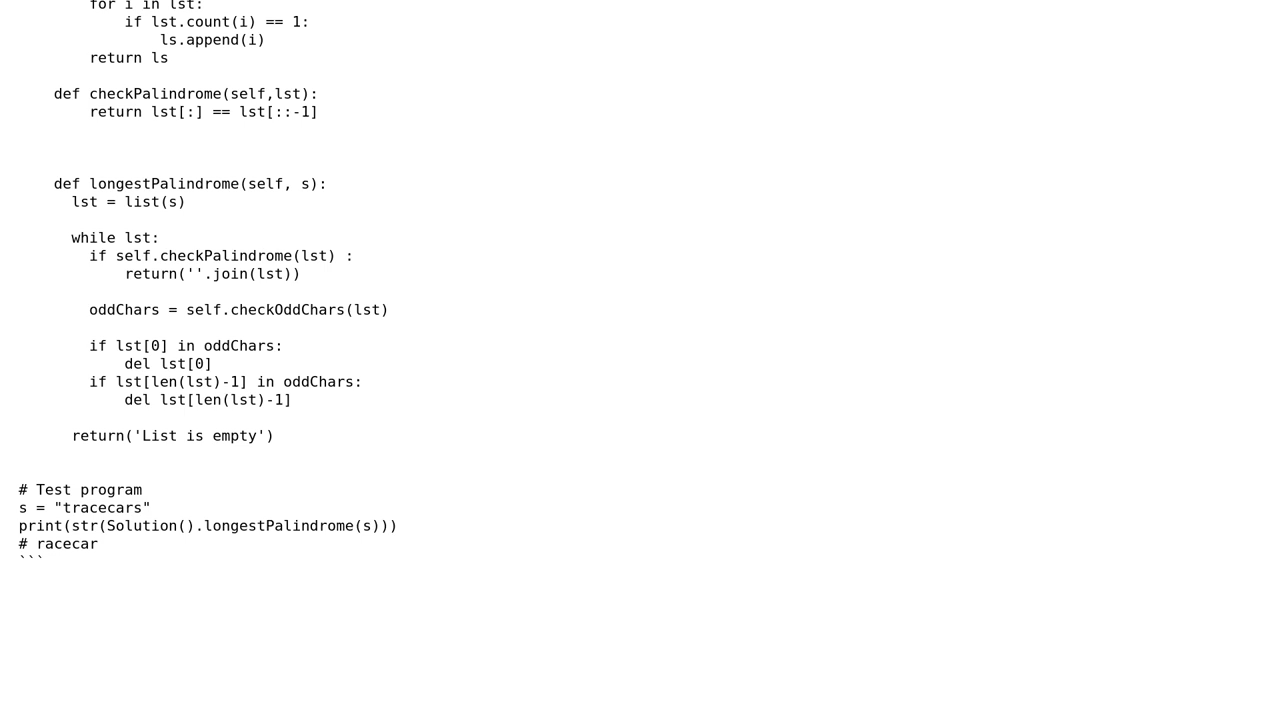 for i in lst:
            if lst.count(i) == 1:
                ls.append(i)
        return ls

    def checkPalindrome(self,lst):
        return lst[:] == lst[::-1]



    def longestPalindrome(self, s):
      lst = list(s)

      while lst:
        if self.checkPalindrome(lst) :
            return(''.join(lst))

        oddChars = self.checkOddChars(lst)

        if lst[0] in oddChars:
            del lst[0]
        if lst[len(lst)-1] in oddChars:
            del lst[len(lst)-1]

      return('List is empty')


# Test program
s = "tracecars"
print(str(Solution().longestPalindrome(s)))
# racecar
```